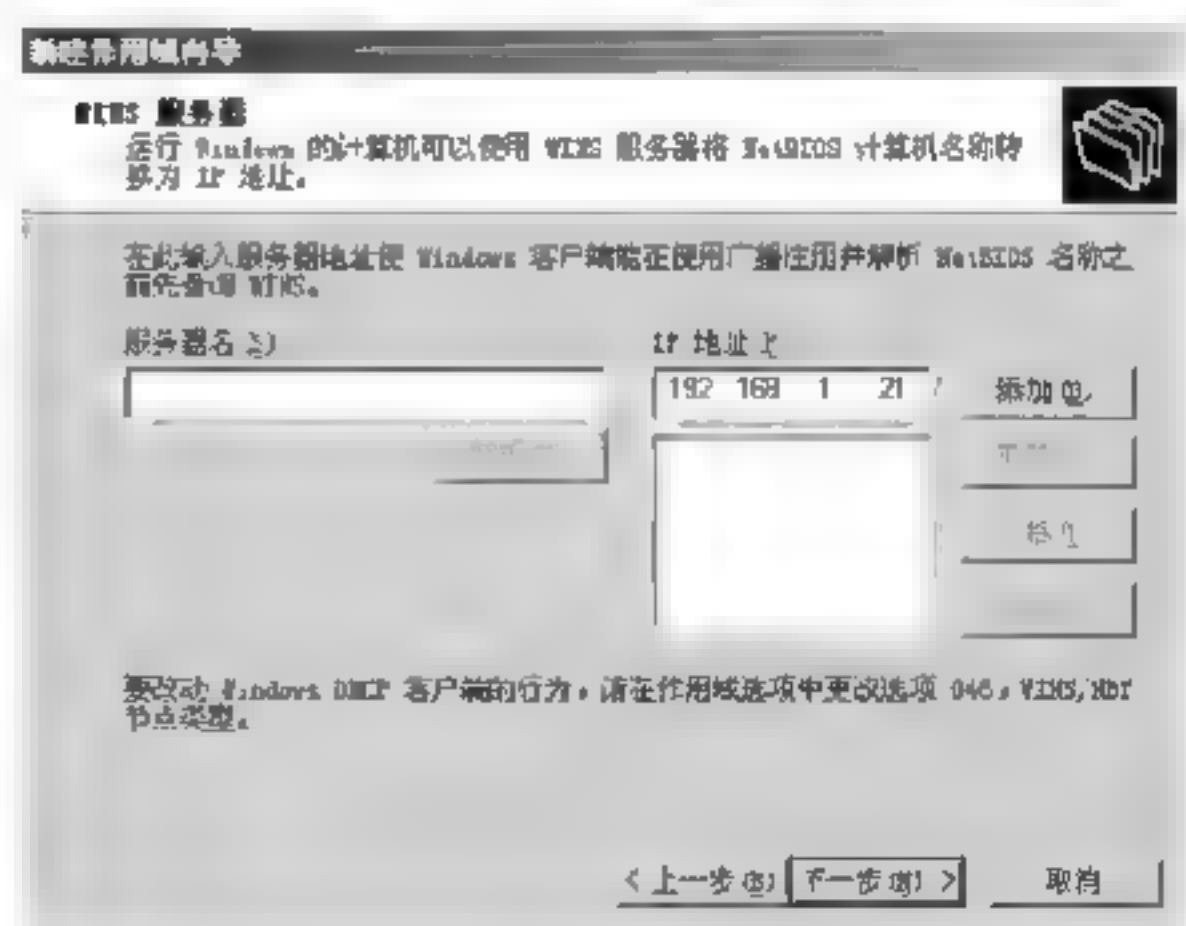 新建作用域向导
WINS 服务器
运行 Windows 的计算机可以使用 WINS 服务器将 NetBIOS 计算机名称转
换为 IP 地址。
在此输入服务器地址使 Windows 客户端能在使用广播注册并解析 NetBIOS 名称之
前先查询 WINS。
服务器名(S)
IP 地址(P)
192 168 1 21
添加(D)
要改动 Windows DHCP 客户端的行为，请在作用域选项中更改选项 046，WINS/NBT
节点类型。
< 上一步(B)
下一步(N) >
取消